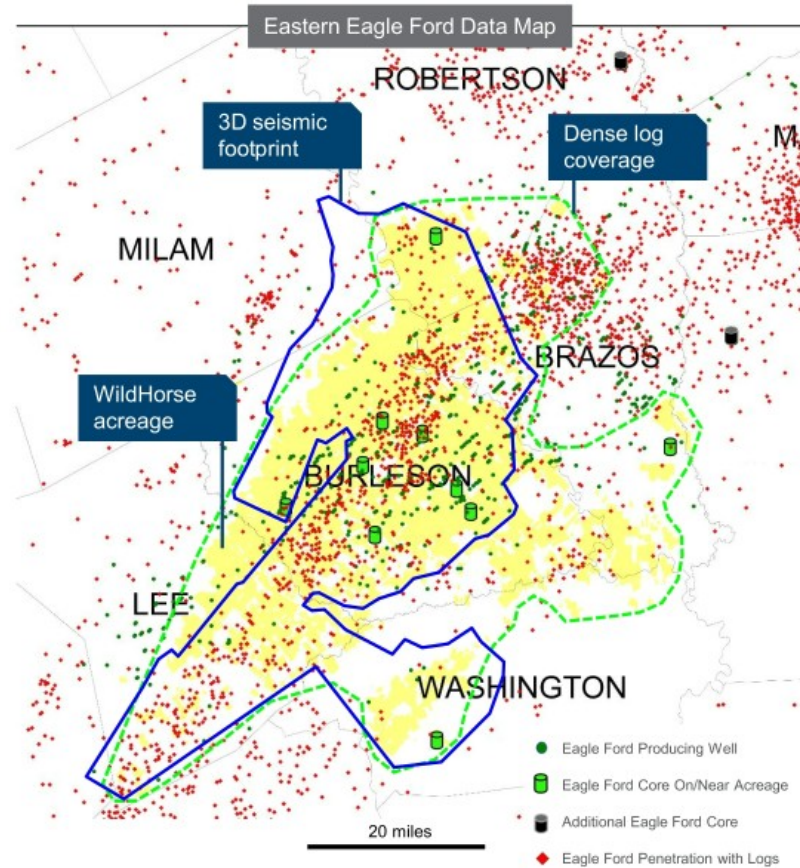 Eastern Eagle Ford Data Map
ROBERTSON
3D seismic
footprint
Dense log
coverage
M
MILAM
BRAZOS
WildHorse
acreage
BURLESON
LEE
WASHINGTON
Eagle Ford Producing Well
Eagle Ford Core On/Near Acreage
Additional Eagle Ford Core
20 miles
Eagle Ford Penetration with Logs